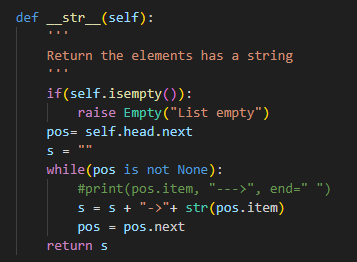 def __str__(self):
'''
Return the elements has a string
'''
if(self.isempty()):
raise Empty("List empty")
pos= self.head.next
s = ""
while(pos is not None):
#print(pos.item, "--->", end=" ")
s = s + "->"+ str(pos.item)
pos = pos.next
return s